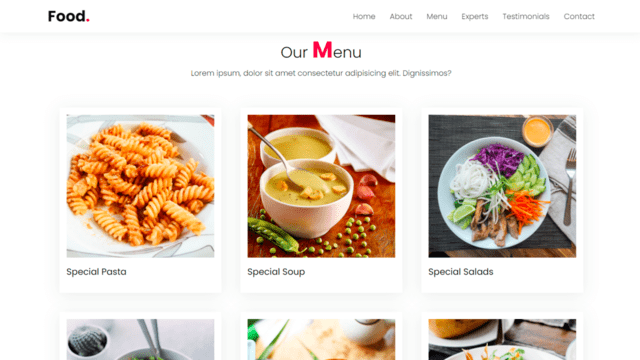 Food.
Home About Menu Experts Testimonials Contact
Our Menu
Lorem ipsum, dolor sit amet consectetur adipisicing elit. Dignissimos?
Special Pasta
Special Soup
Special Salads